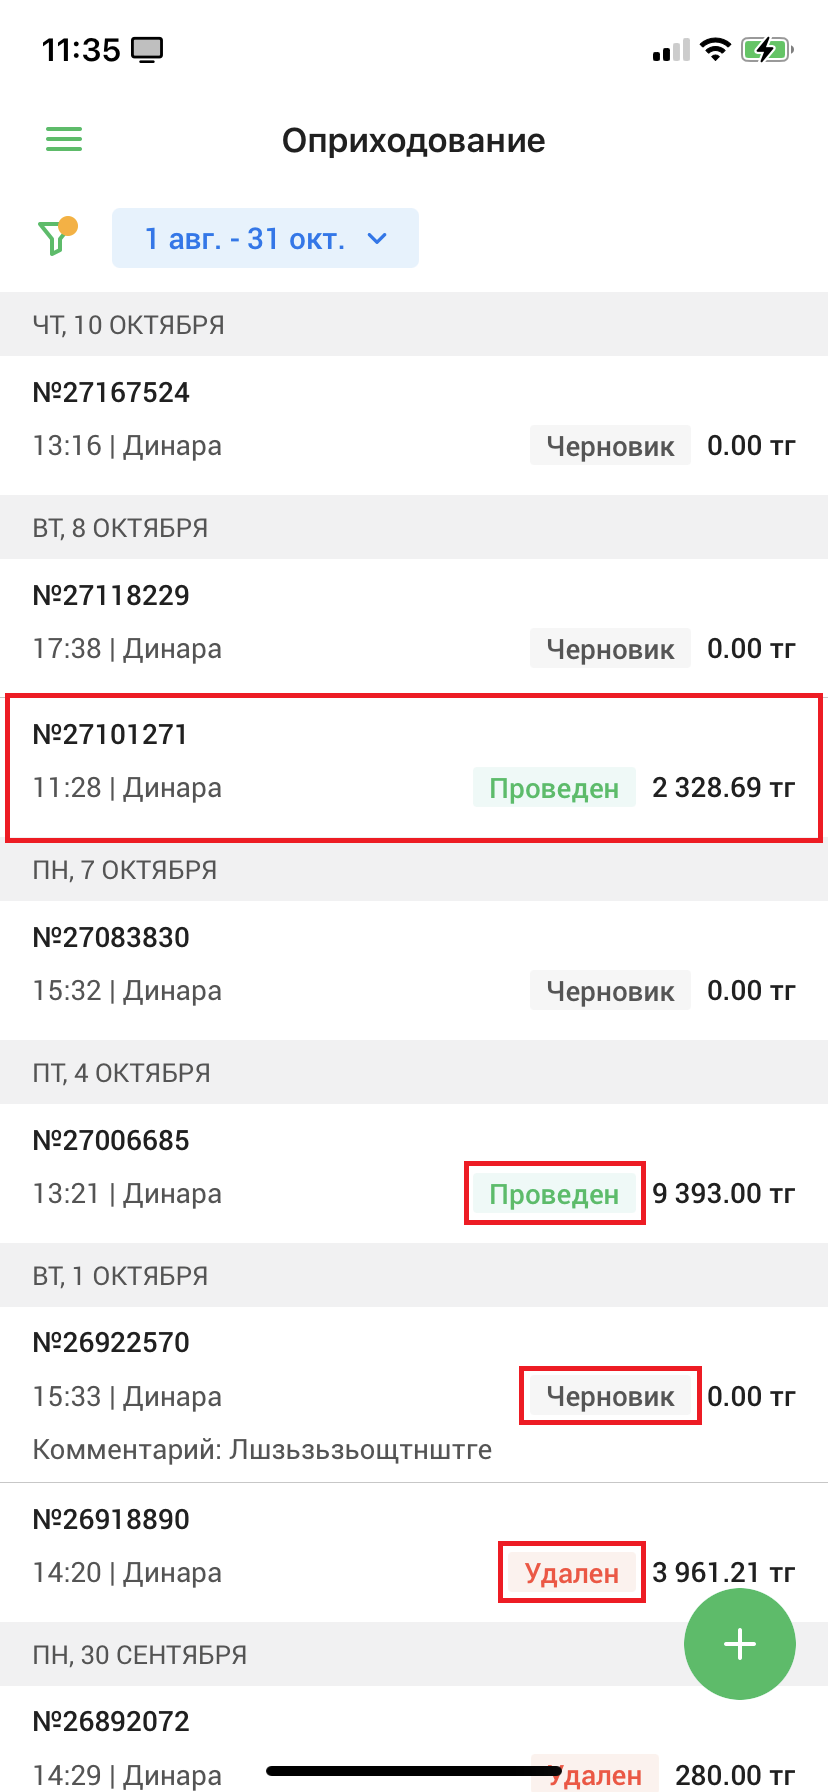 11:35
Оприходование
1 авг. - 31 окт.
ЧТ, 10 ОКТЯБРЯ
№27167524
13:16 | Динара Черновик 0.00 тг
ВТ, 8 ОКТЯБРЯ
№27118229
17:38 | Динара Черновик 0.00 тг
№27101271
11:28 | Динара Проведен 2 328.69 тг
ПН, 7 ОКТЯБРЯ
№27083830
15:32 | Динара Черновик 0.00 тг
ПТ, 4 ОКТЯБРЯ
№27006685
13:21 | Динара Проведен 9 393.00 тг
ВТ, 1 ОКТЯБРЯ
№26922570
15:33 | Динара Черновик 0.00 тг
Комментарий: Лшзьзьзьощтнштге
№26918890
14:20 | Динара Удален 3 961.21 тг
ПН, 30 СЕНТЯБРЯ
№26892072
14:29 | Динара Удален 280.00 тг